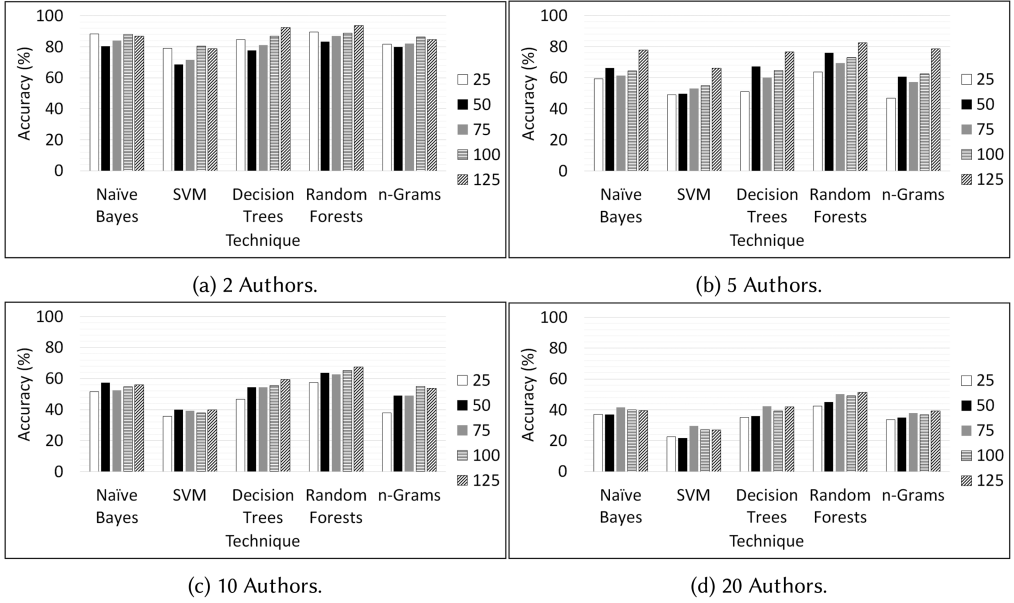 100
80
60
40
20
0
Accuracy (%)
Naïve Bayes
SVM
Decision Trees
Random Forests
n-Grams
Technique
25
50
75
100
125
(a) 2 Authors.
100
80
60
40
20
0
Accuracy (%)
Naïve Bayes
SVM
Decision Trees
Random Forests
n-Grams
Technique
25
50
75
100
125
(b) 5 Authors.
100
80
60
40
20
0
Accuracy (%)
Naïve Bayes
SVM
Decision Trees
Random Forests
n-Grams
Technique
25
50
75
100
125
(c) 10 Authors.
100
80
60
40
20
0
Accuracy (%)
Naïve Bayes
SVM
Decision Trees
Random Forests
n-Grams
Technique
25
50
75
100
125
(d) 20 Authors.